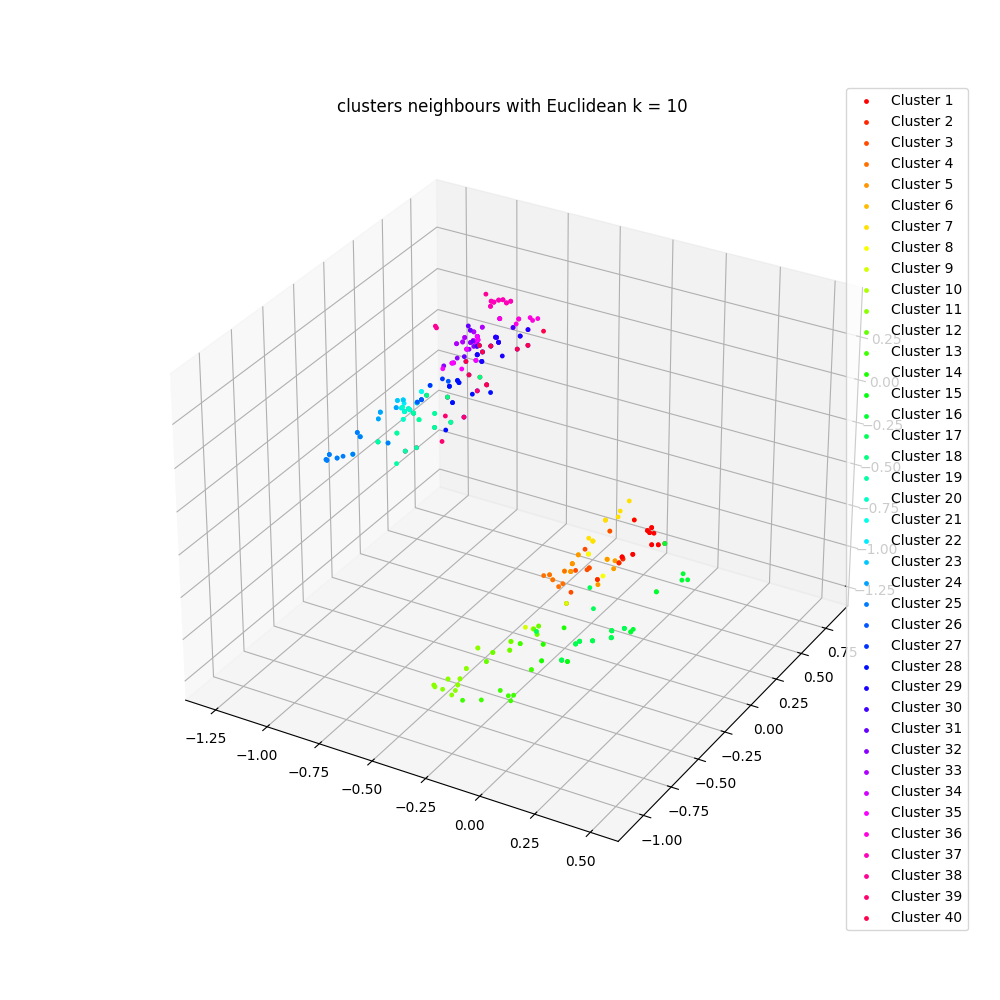 clusters neighbours with Euclidean k = 10
Cluster 1
Cluster 2
Cluster 3
Cluster 4
Cluster 5
Cluster 6
Cluster 7
Cluster 8
Cluster 9
Cluster 10
Cluster 11
Cluster 12
Cluster 13
Cluster 14
Cluster 15
Cluster 16
Cluster 17
Cluster 18
Cluster 19
Cluster 20
Cluster 21
Cluster 22
Cluster 23
Cluster 24
Cluster 25
Cluster 26
Cluster 27
Cluster 28
Cluster 29
Cluster 30
Cluster 31
Cluster 32
Cluster 33
Cluster 34
Cluster 35
Cluster 36
Cluster 37
Cluster 38
Cluster 39
Cluster 40
0.25
0.00
−0.25
−0.50
−0.75
−1.00
−1.25
0.75
0.50
0.25
0.00
−0.25
−0.50
−0.75
−1.00
−1.25
−1.00
−0.75
−0.50
−0.25
0.00
0.25
0.50